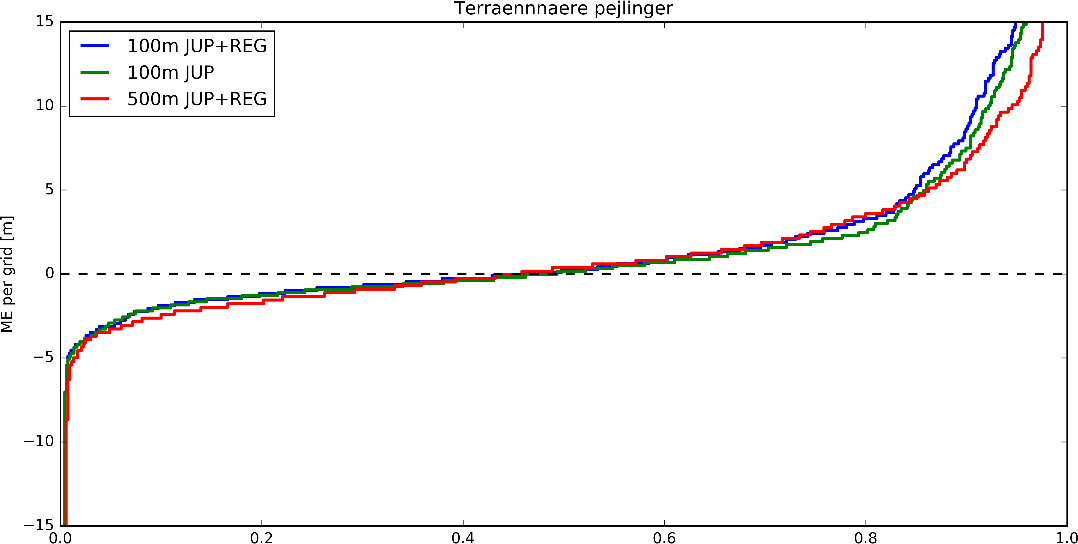 Terraennnaere pejlinger
100m JUP+REG
100m JUP
500m JUP+REG
ME per grid [m]
15
10
5
0
−5
−10
−15
0.0 0.2 0.4 0.6 0.8 1.0